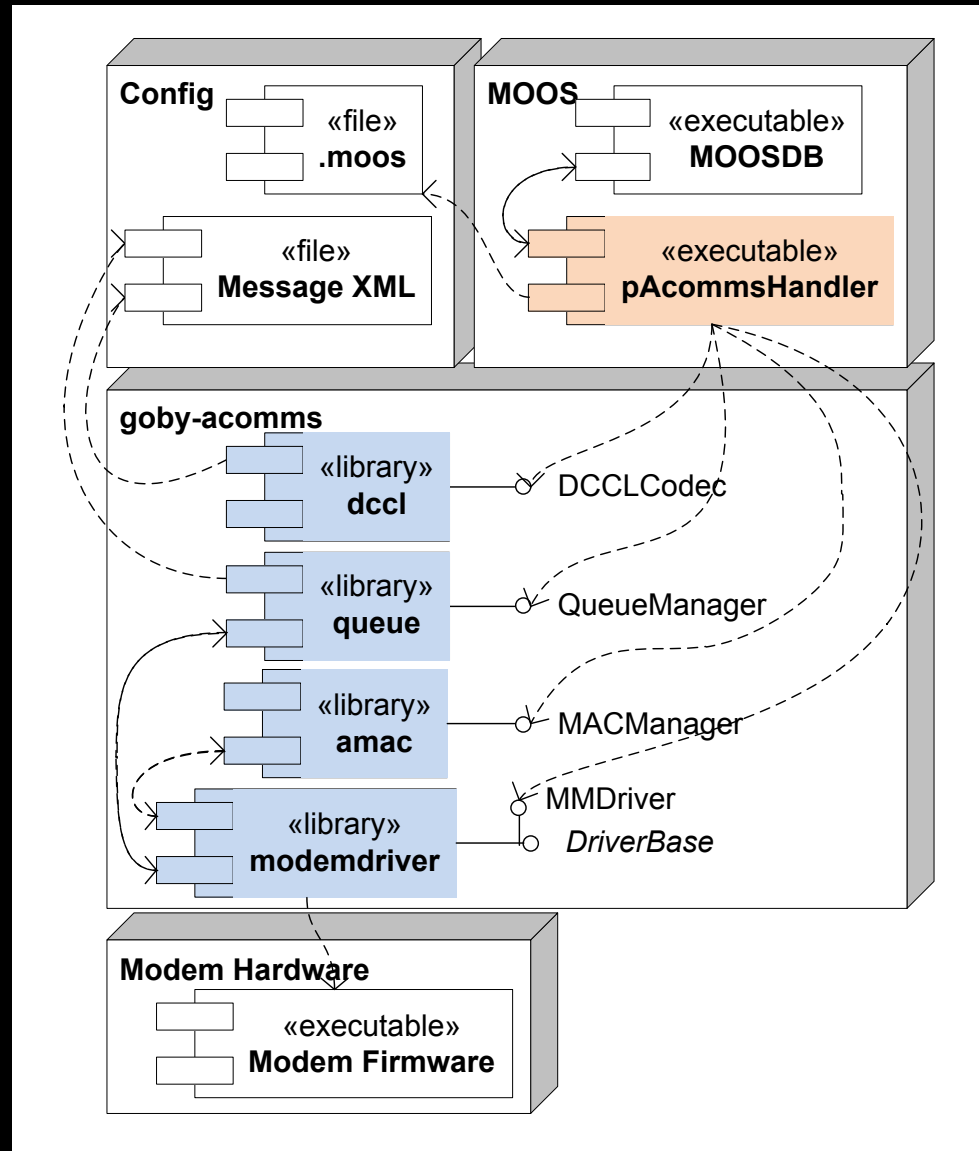 Config
«file»
.moos
«file»
Message XML
MOOS
«executable»
MOOSDB
«executable»
pAcommsHandler
goby-acomms
«library»
dccl
DCCLCodec
«library»
queue
QueueManager
«library»
amac
MACManager
«library»
modemdriver
MMDriver
DriverBase
Modem Hardware
«executable»
Modem Firmware